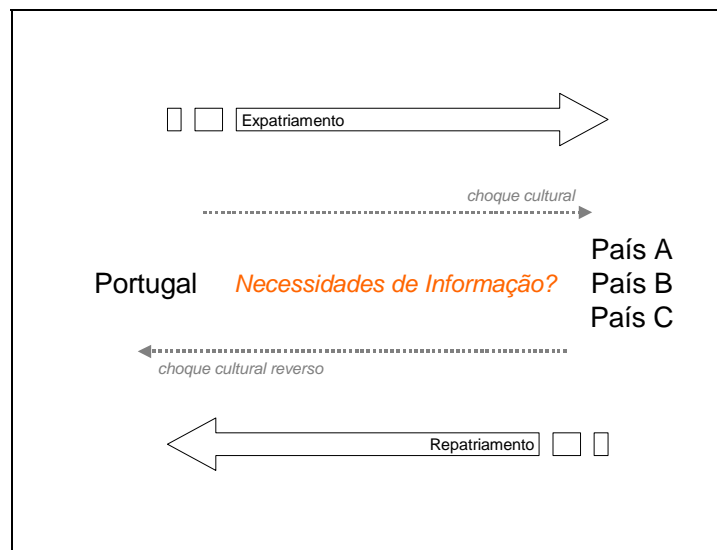 Expatriamento
choque cultural
Portugal
Necessidades de Informação?
País A
País B
País C
choque cultural reverso
Repatriamento